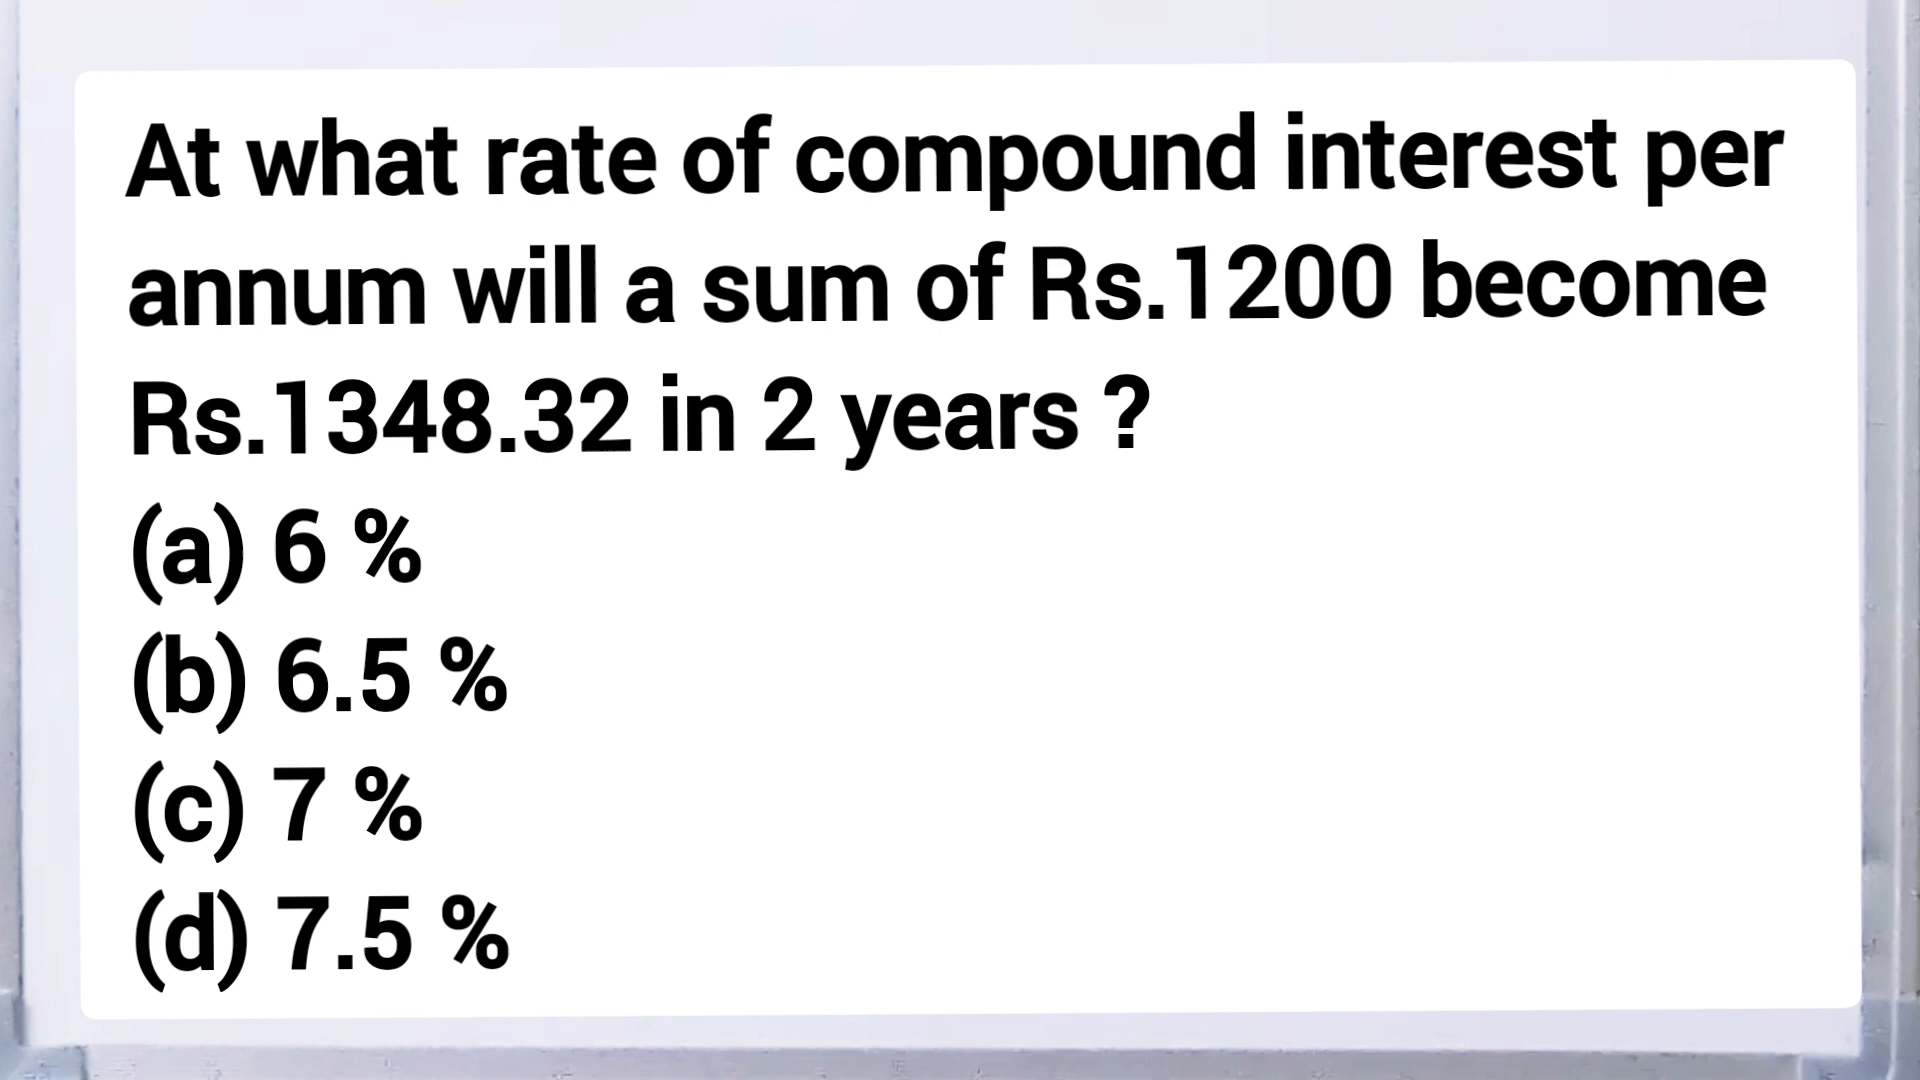 At what rate of compound interest per
annum will a sum of Rs.1200 become
Rs.1348.32 in 2 years ?
(a) 6 %
(b) 6.5 %
(c) 7 %
(d) 7.5 %